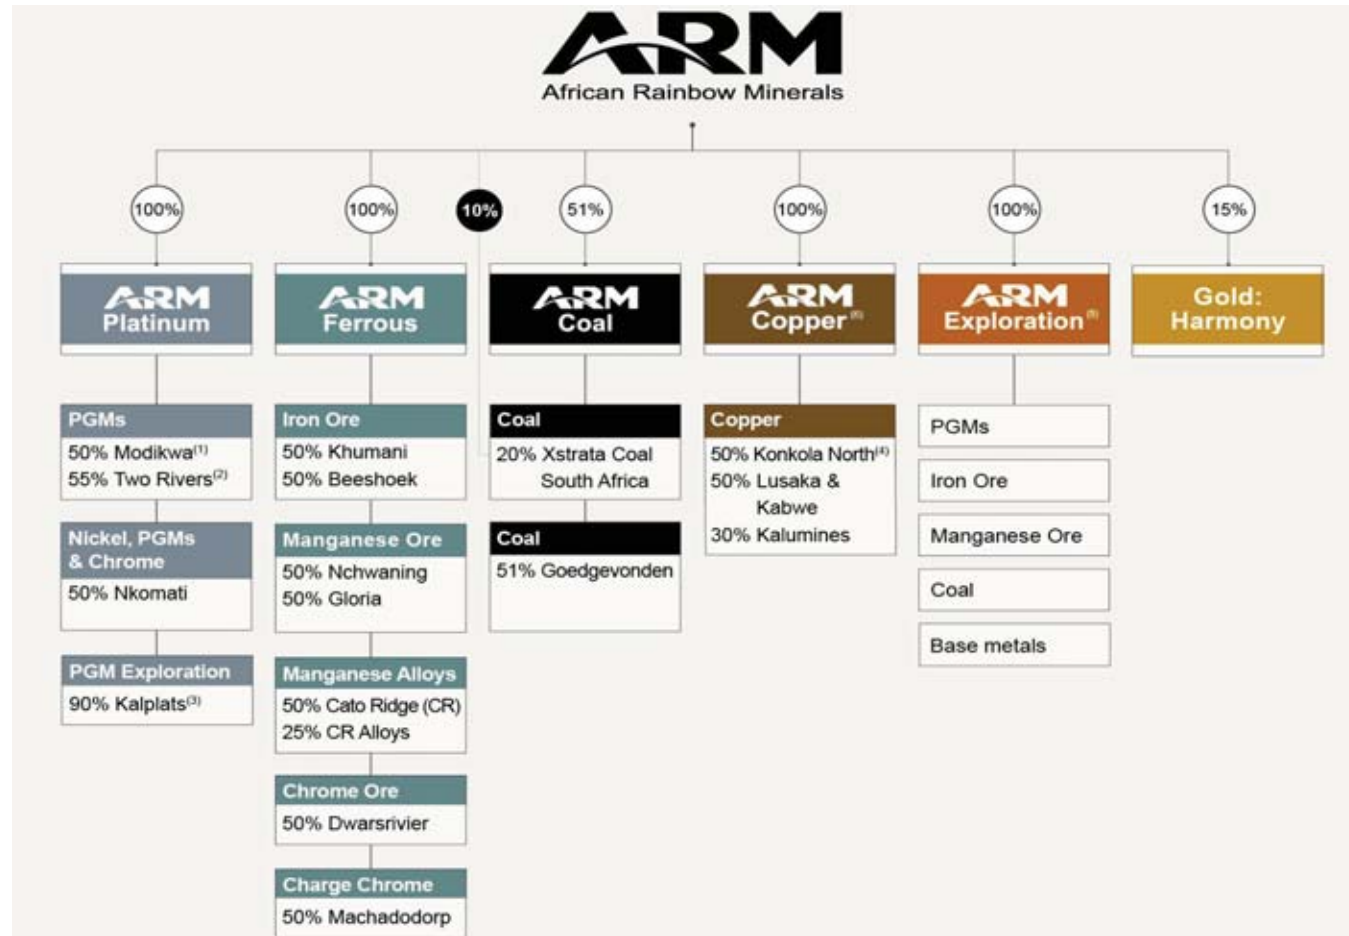 ARM
African Rainbow Minerals
100%
100%
10%
51%
100%
100%
15%
ARM
Platinum
ARM
Ferrous
ARM
Coal
ARM
Copper
ARM
Exploration
Gold:
Harmony
PGMs
50% Modikwa(1)
55% Two Rivers(2)
Nickel, PGMs
& Chrome
50% Nkomati
PGM Exploration
90% Kalplats(3)
Iron Ore
50% Khumani
50% Beeshoek
Manganese Ore
50% Nchwaning
50% Gloria
Manganese Alloys
50% Cato Ridge (CR)
25% CR Alloys
Chrome Ore
50% Dwarsrivier
Charge Chrome
50% Machadodorp
Coal
20% Xstrata Coal
South Africa
Coal
51% Goedgevonden
Copper
50% Konkola North(4)
50% Lusaka &
Kabwe
30% Kalumines
PGMs
Iron Ore
Manganese Ore
Coal
Base metals